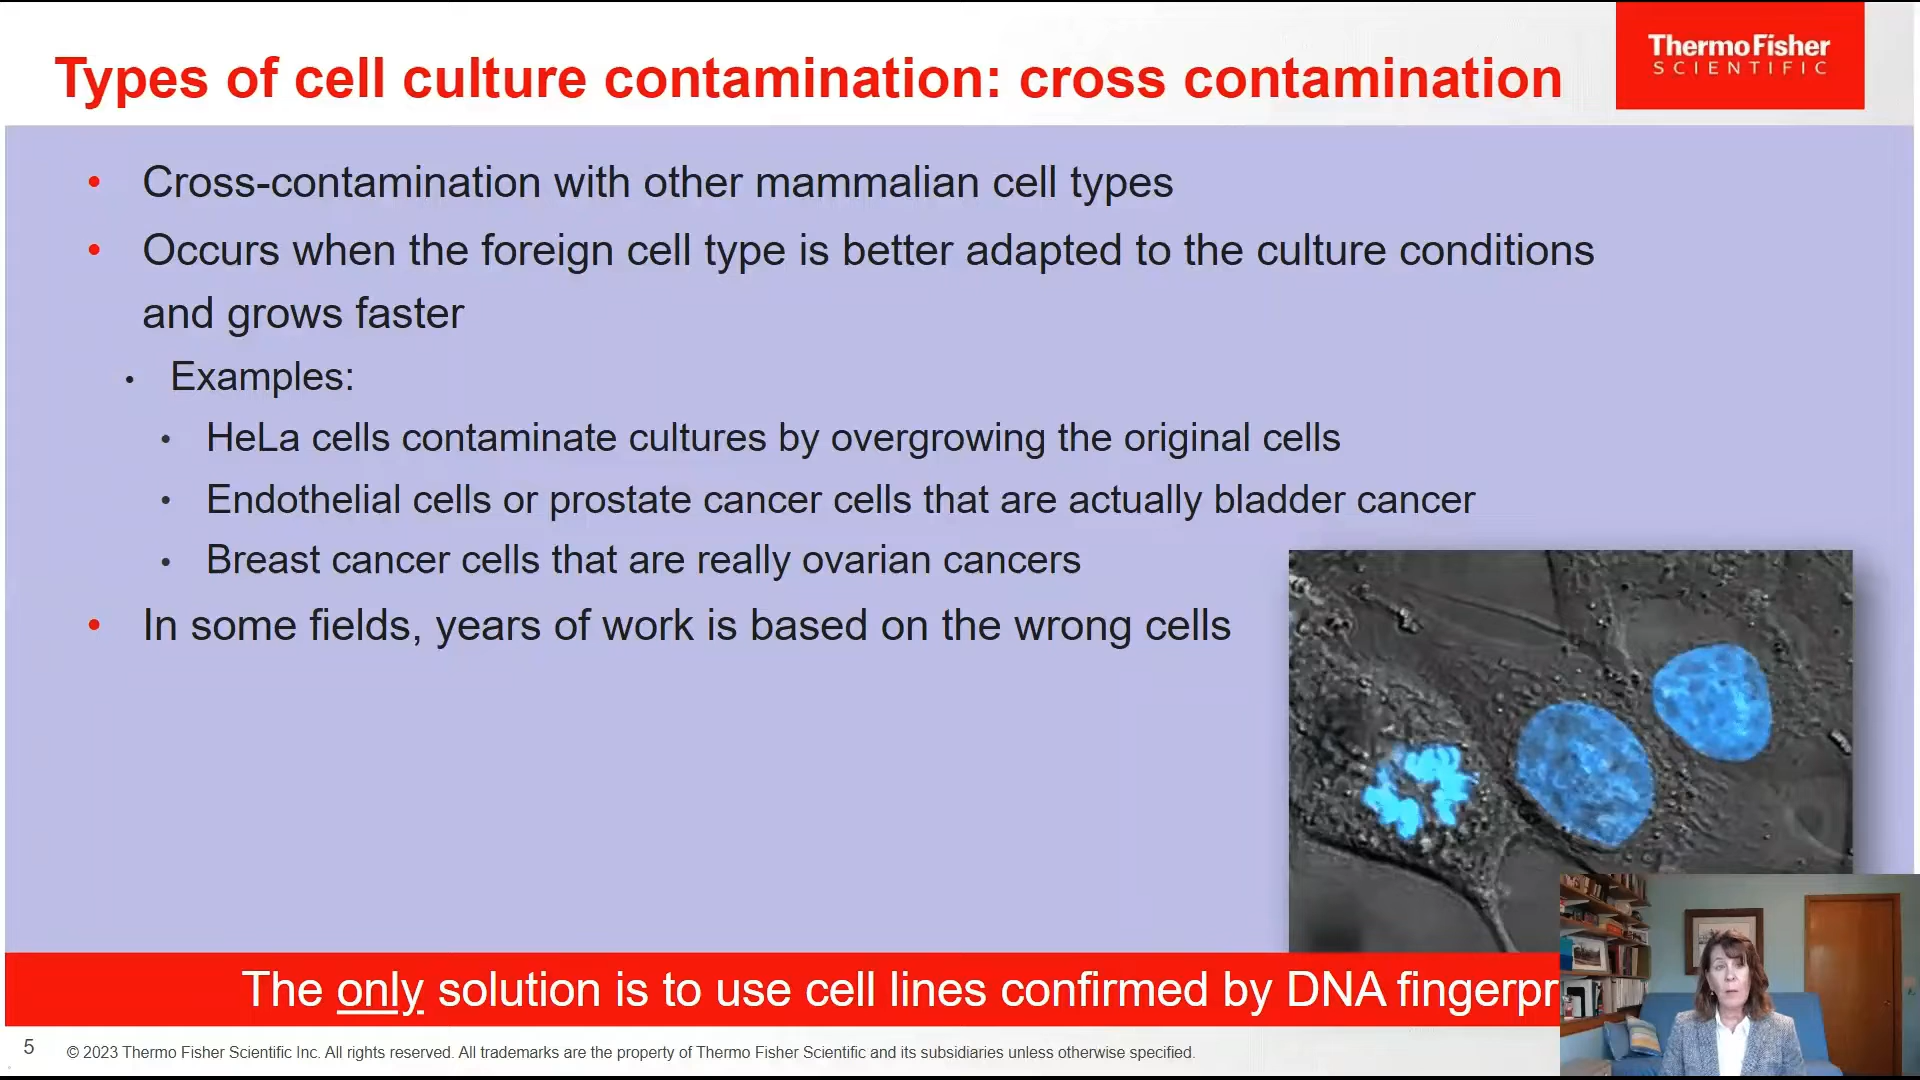 Types of cell culture contamination: cross contamination
ThermoFisher
SCIENTIFIC
• Cross-contamination with other mammalian cell types
• Occurs when the foreign cell type is better adapted to the culture conditions
and grows faster
• Examples:
• HeLa cells contaminate cultures by overgrowing the original cells
• Endothelial cells or prostate cancer cells that are actually bladder cancer
• Breast cancer cells that are really ovarian cancers
• In some fields, years of work is based on the wrong cells
The only solution is to use cell lines confirmed by DNA fingerpr
5
© 2023 Thermo Fisher Scientific Inc. All rights reserved. All trademarks are the property of Thermo Fisher Scientific and its subsidiaries unless otherwise specified.